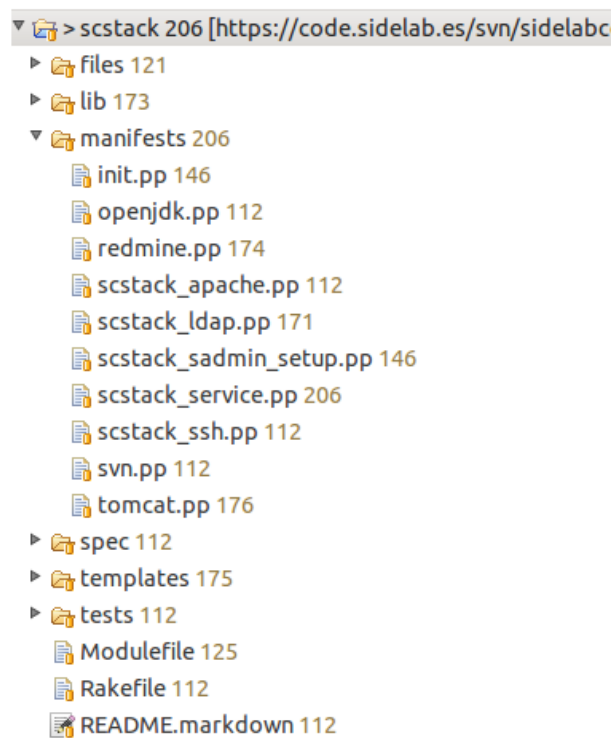 > scstack 206 [https://code.sidelab.es/svn/sidelabc
files 121
lib 173
manifests 206
init.pp 146
openjdk.pp 112
redmine.pp 174
scstack_apache.pp 112
scstack_ldap.pp 171
scstack_sadmin_setup.pp 146
scstack_service.pp 206
scstack_ssh.pp 112
svn.pp 112
tomcat.pp 176
spec 112
templates 175
tests 112
Modulefile 125
Rakefile 112
README.markdown 112